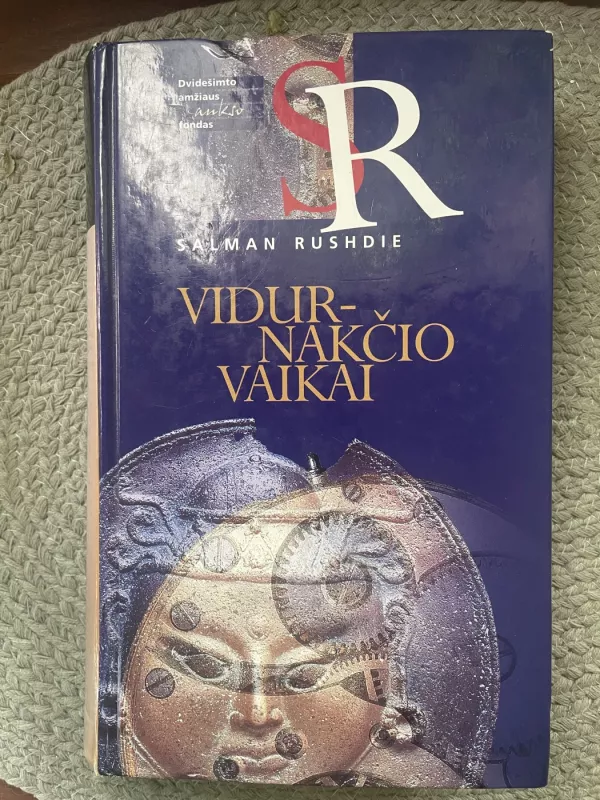 Dvidešimto
amžiaus
aukso
fondas
SR
SALMAN RUSHDIE
VIDUR-
NAKČIO
VAIKAI